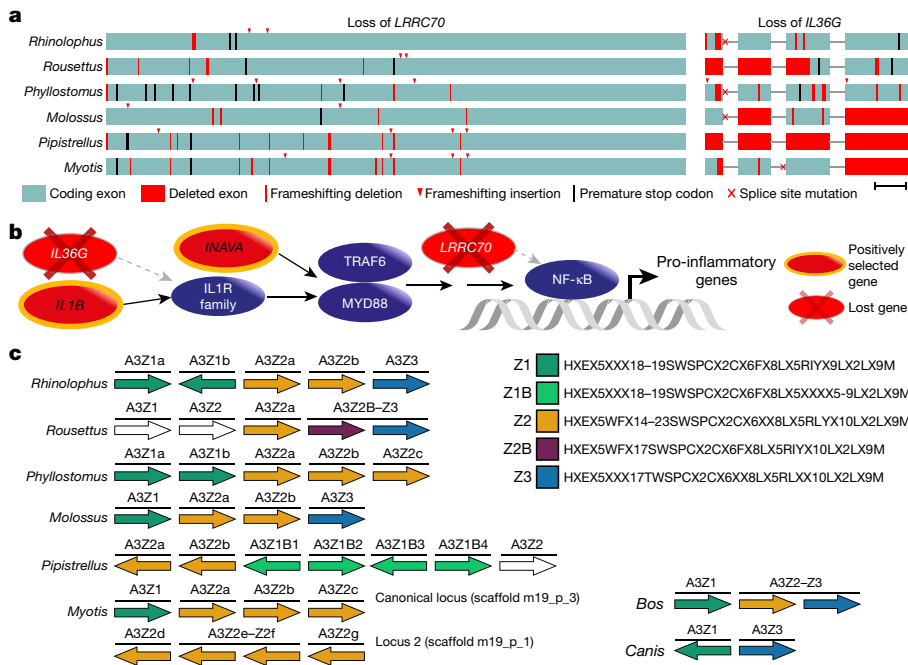 a
Loss of LRRC70
Loss of IL36G
Rhinolophus
Rousettus
Phyllostomus
Molossus
Pipistrellus
Myotis
Coding exon
Deleted exon
Frameshifting deletion
Frameshifting insertion
Premature stop codon
Splice site mutation
b
IL36G
INAVA
LRRC70
IL1B
IL1R family
TRAF6
MYD88
NF-κB
Pro-inflammatory genes
Positively selected gene
Lost gene
c
Rhinolophus
A3Z1a A3Z1b A3Z2a A3Z2b A3Z3
Rousettus
A3Z1 A3Z2 A3Z2a A3Z2B–Z3
Phyllostomus
A3Z1a A3Z1b A3Z2a A3Z2b A3Z2c
Molossus
A3Z1 A3Z2a A3Z2b A3Z3
Pipistrellus
A3Z2a A3Z2b A3Z1B1 A3Z1B2 A3Z1B3 A3Z1B4 A3Z2
Myotis
A3Z1 A3Z2a A3Z2b A3Z2c
Canonical locus (scaffold m19_p_3)
A3Z2d A3Z2e–Z2f A3Z2g
Locus 2 (scaffold m19_p_1)
Z1 HXEX5XXX18–19SWSPCX2CX6FX8LX5RIYX9LX2LX9M
Z1B HXEX5XXX18–19SWSPCX2CX6FX8LX5XXXX5-9LX2LX9M
Z2 HXEX5WFX14–23SWSPCX2CX6XX8LX5RLYX10LX2LX9M
Z2B HXEX5WFX17SWSPCX2CX6FX8LX5RIYX10LX2LX9M
Z3 HXEX5XXX17TWSPCX2CX6XX8LX5RLXX10LX2LX9M
Bos
A3Z1 A3Z2–Z3
Canis
A3Z1 A3Z3